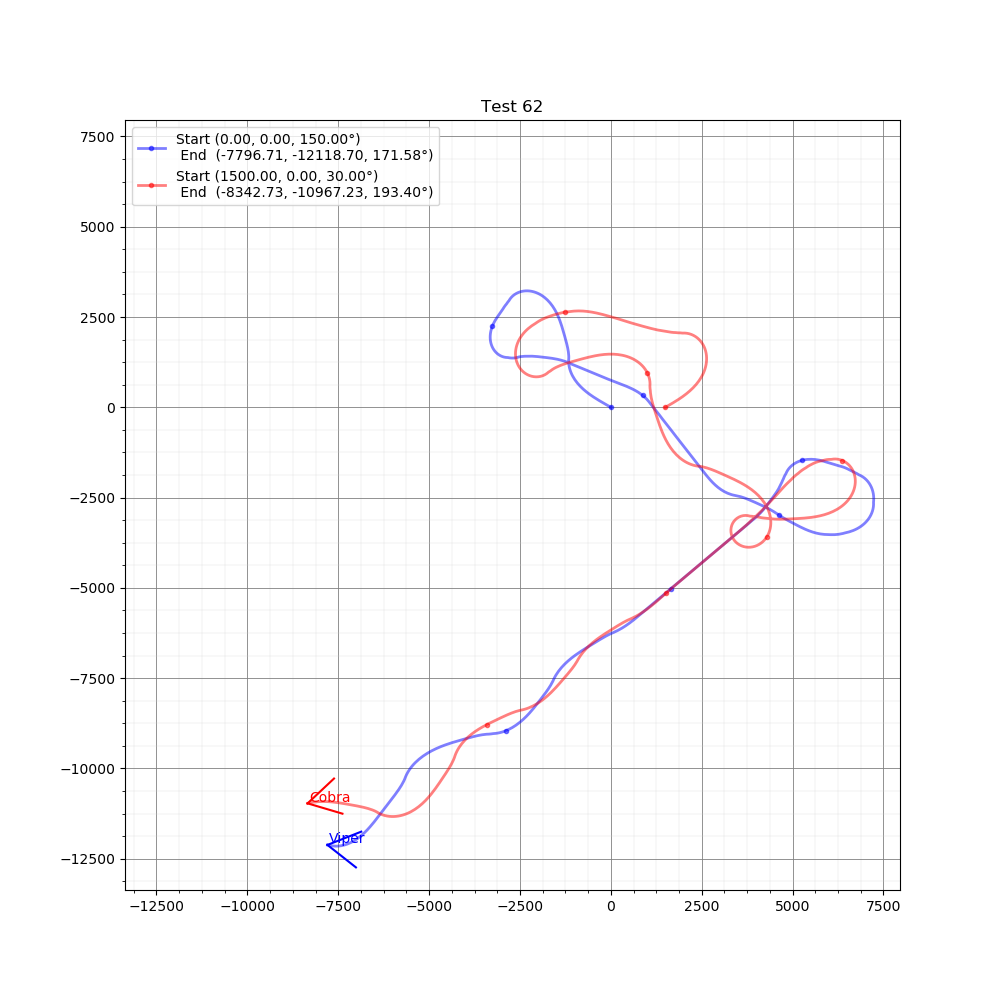 Test 62
Start (0.00, 0.00, 150.00°)
End  (-7796.71, -12118.70, 171.58°)
Start (1500.00, 0.00, 30.00°)
End  (-8342.73, -10967.23, 193.40°)
7500
5000
2500
0
−2500
−5000
−7500
−10000
−12500
Cobra
Viper
−12500 −10000 −7500 −5000 −2500 0 2500 5000 7500